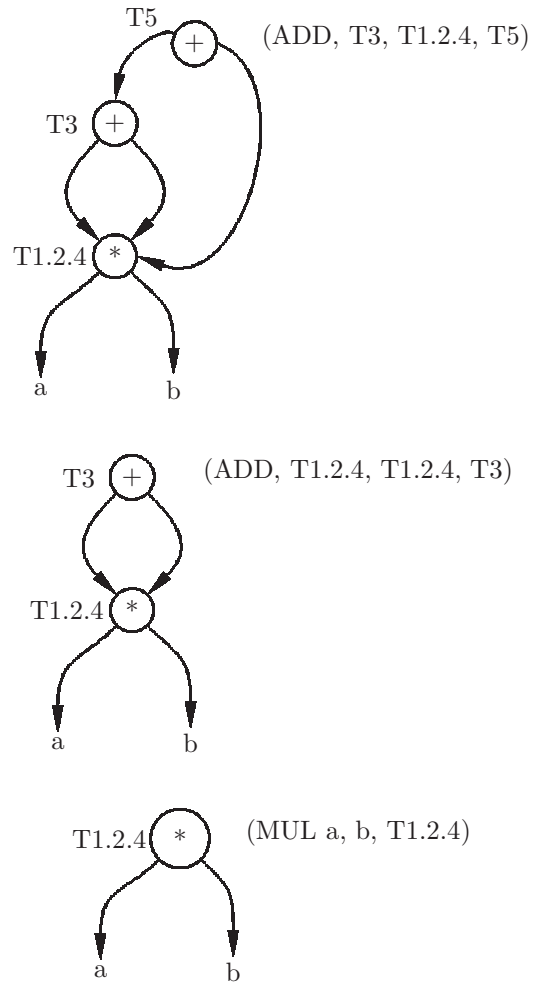 T5
+
(ADD, T3, T1.2.4, T5)
T3
+
T1.2.4
*
a
b
T3
+
(ADD, T1.2.4, T1.2.4, T3)
T1.2.4
*
a
b
T1.2.4
*
(MUL a, b, T1.2.4)
a
b